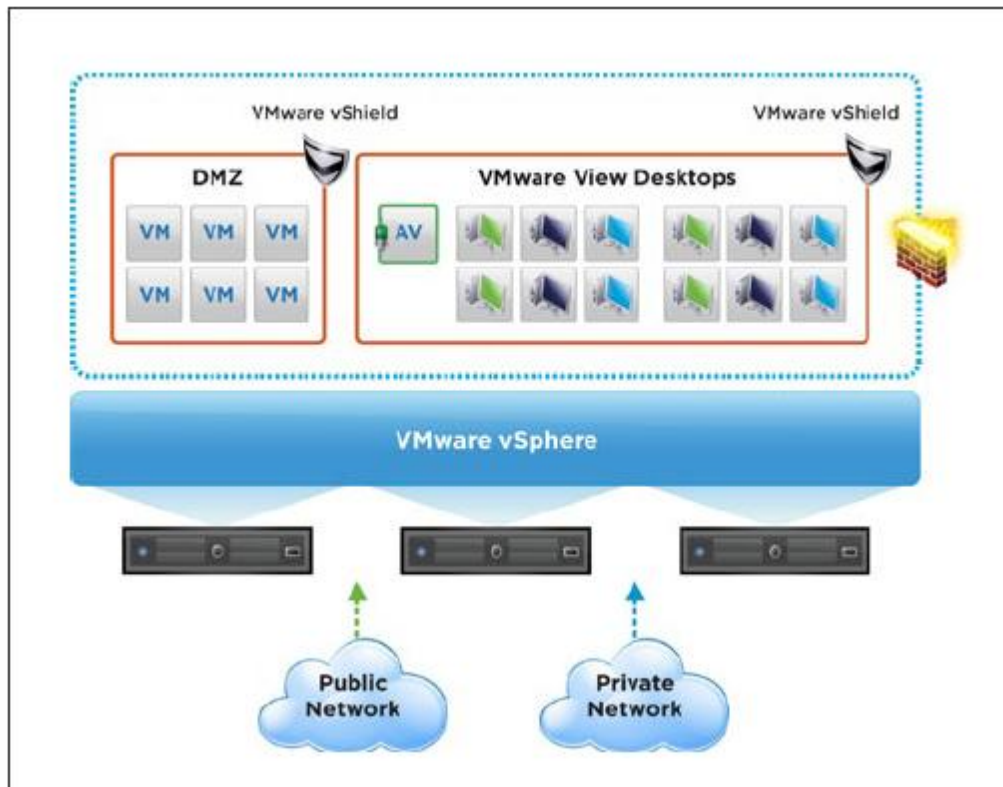 VMware vShield
VMware vShield
DMZ
VMware View Desktops
VM VM VM
AV
VM VM VM
VMware vSphere
Public
Network
Private
Network